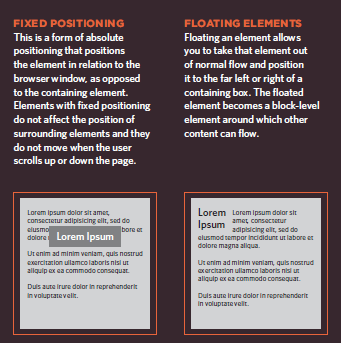 FIXED POSITIONING
This is a form of absolute
positioning that positions
the element in relation to the
browser window, as opposed
to the containing element.
Elements with fixed positioning
do not affect the position of
surrounding elements and they
do not move when the user
scrolls up or down the page.
Lorem ipsum dolor sit amet,
consectetur adipisicing elit, sed do
eiusmo
bore et
dolore
Lorem Ipsum
Ut enim ad minim veniam, quis nostrud
exercitation ullamco laboris nisi ut
aliquip ex ea commodo consequat.
Duis aute irure dolor in reprehenderit
in voluptate velit.
FLOATING ELEMENTS
Floating an element allows
you to take that element out
of normal flow and position
it to the far left or right of a
containing box. The floated
element becomes a block-level
element around which other
content can flow.
Lorem
Ipsum
Lorem ipsum dolor sit
amet, consectetur
adipisicing elit, sed do
eiusmod tempor incididunt ut labore et
dolore magna aliqua.
Ut enim ad minim veniam, quis nostrud
exercitation ullamco laboris nisi ut
aliquip ex ea commodo consequat.
Duis aute irure dolor in reprehenderit
in voluptate velit.